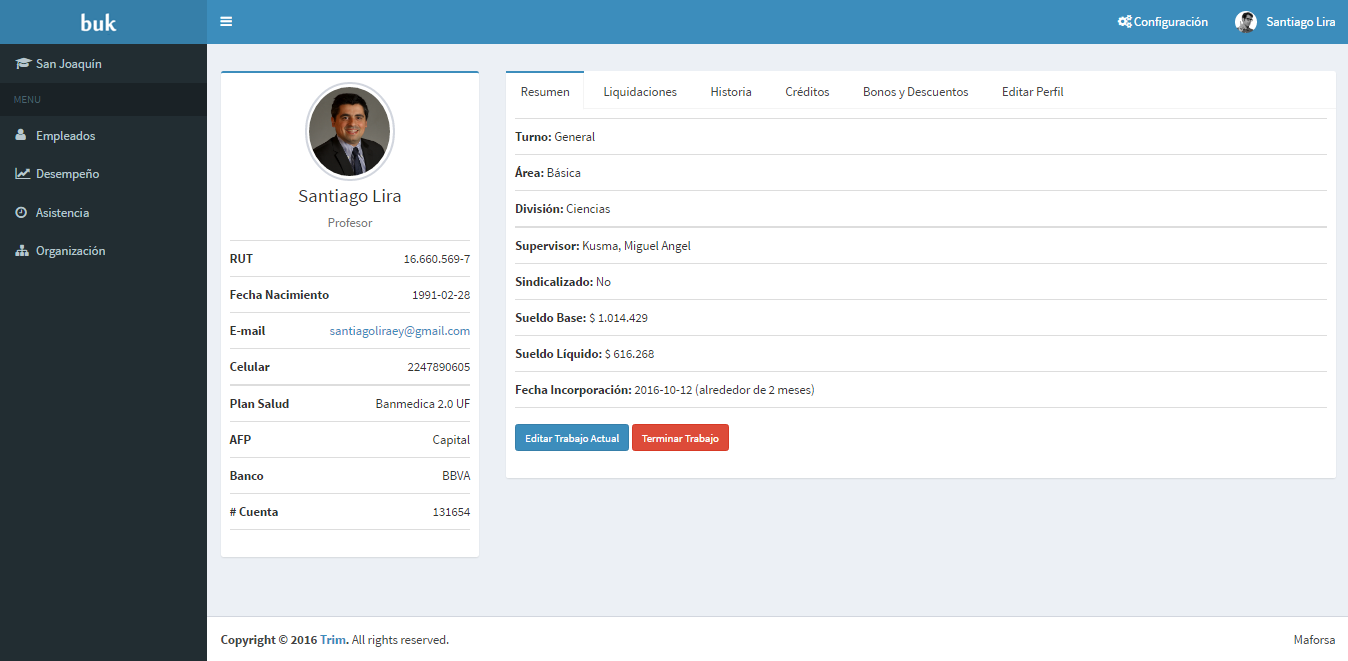 buk
Configuración
Santiago Lira
San Joaquín
MENU
Empleados
Desempeño
Asistencia
Organización
Santiago Lira
Profesor
RUT 16.660.569-7
Fecha Nacimiento 1991-02-28
E-mail santiagoliraey@gmail.com
Celular 2247890605
Plan Salud Banmedica 2.0 UF
AFP Capital
Banco BBVA
# Cuenta 131654
Resumen Liquidaciones Historia Créditos Bonos y Descuentos Editar Perfil
Turno: General
Área: Básica
División: Ciencias
Supervisor: Kusma, Miguel Angel
Sindicalizado: No
Sueldo Base: $ 1.014.429
Sueldo Líquido: $ 616.268
Fecha Incorporación: 2016-10-12 (alrededor de 2 meses)
Editar Trabajo Actual Terminar Trabajo
Copyright © 2016 Trim. All rights reserved. Maforsa